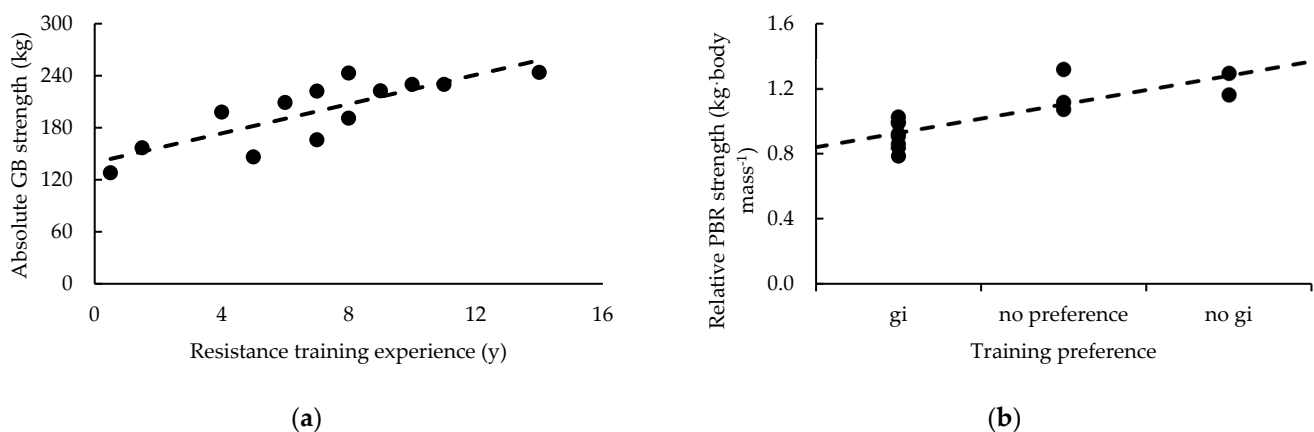 Absolute GB strength (kg)
300
240
180
120
60
0
0 4 8 12 16
Resistance training experience (y)
(a)
Relative PBR strength (kg·body
mass⁻¹)
1.6
1.2
0.8
0.4
0.0
gi no preference no gi
Training preference
(b)